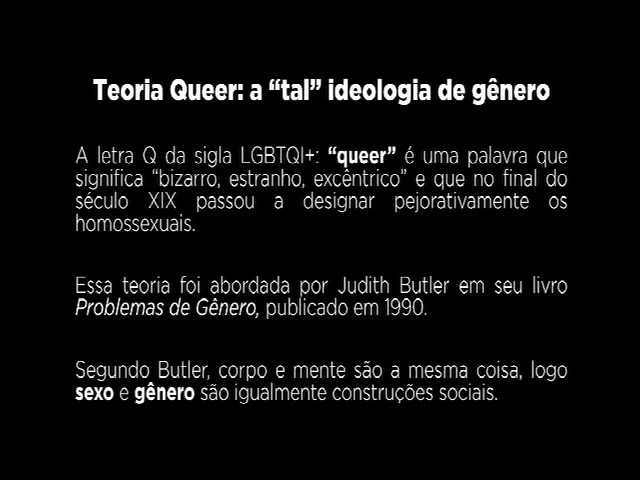 Teoria Queer: a “tal” ideologia de gênero
A letra Q da sigla LGBTQI+: “queer” é uma palavra que
significa “bizarro, estranho, excêntrico” e que no final do
século XIX passou a designar pejorativamente os
homossexuais.
Essa teoria foi abordada por Judith Butler em seu livro
Problemas de Gênero, publicado em 1990.
Segundo Butler, corpo e mente são a mesma coisa, logo
sexo e gênero são igualmente construções sociais.